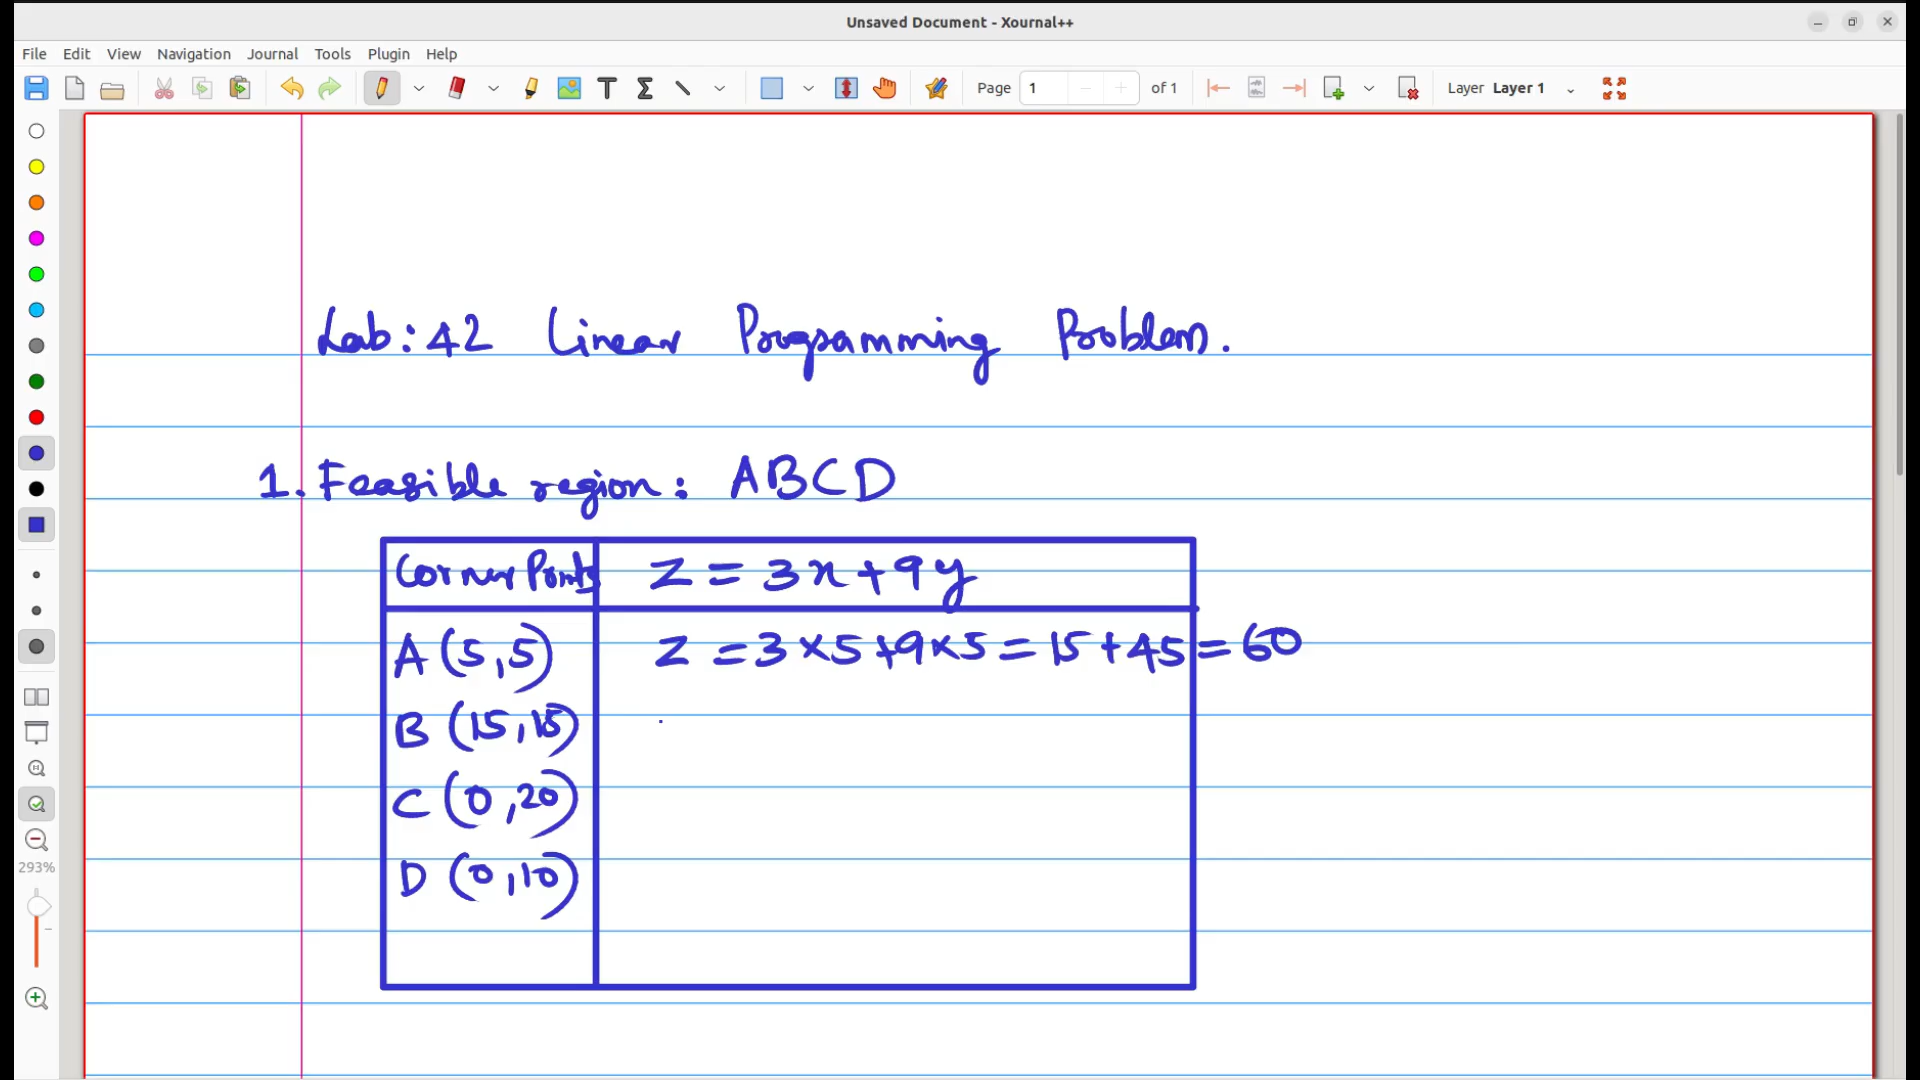 Unsaved Document - Xournal++
File Edit View Navigation Journal Tools Plugin Help
Page 1 of 1 Layer Layer 1
Lab: 42 Linear Programming Problem.
1. Feasible region: ABCD
Corner Points Z = 3x+9y
A (5,5) Z = 3×5+9×5 = 15+45 = 60
B (15,15)
C (0,20)
D (0,10)
293%